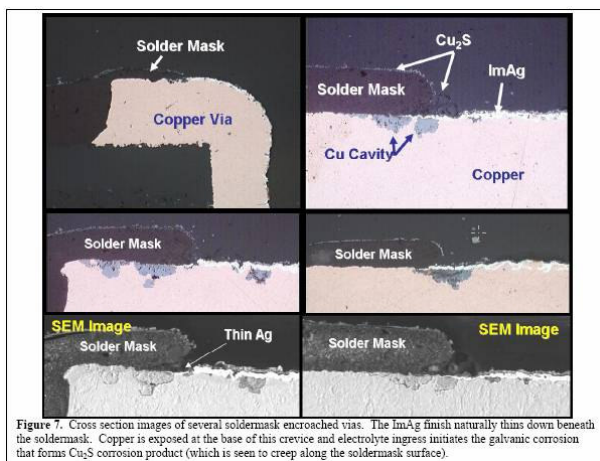 Solder Mask
Copper Via
Cu₂S
ImAg
Solder Mask
Cu Cavity
Copper
Solder Mask
Solder Mask
SEM Image
Solder Mask
Thin Ag
SEM Image
Solder Mask
Figure 7. Cross section images of several soldermask encroached vias. The ImAg finish naturally thins down beneath
the soldermask. Copper is exposed at the base of this crevice and electrolyte ingress initiates the galvanic corrosion
that forms Cu₂S corrosion product (which is seen to creep along the soldermask surface).